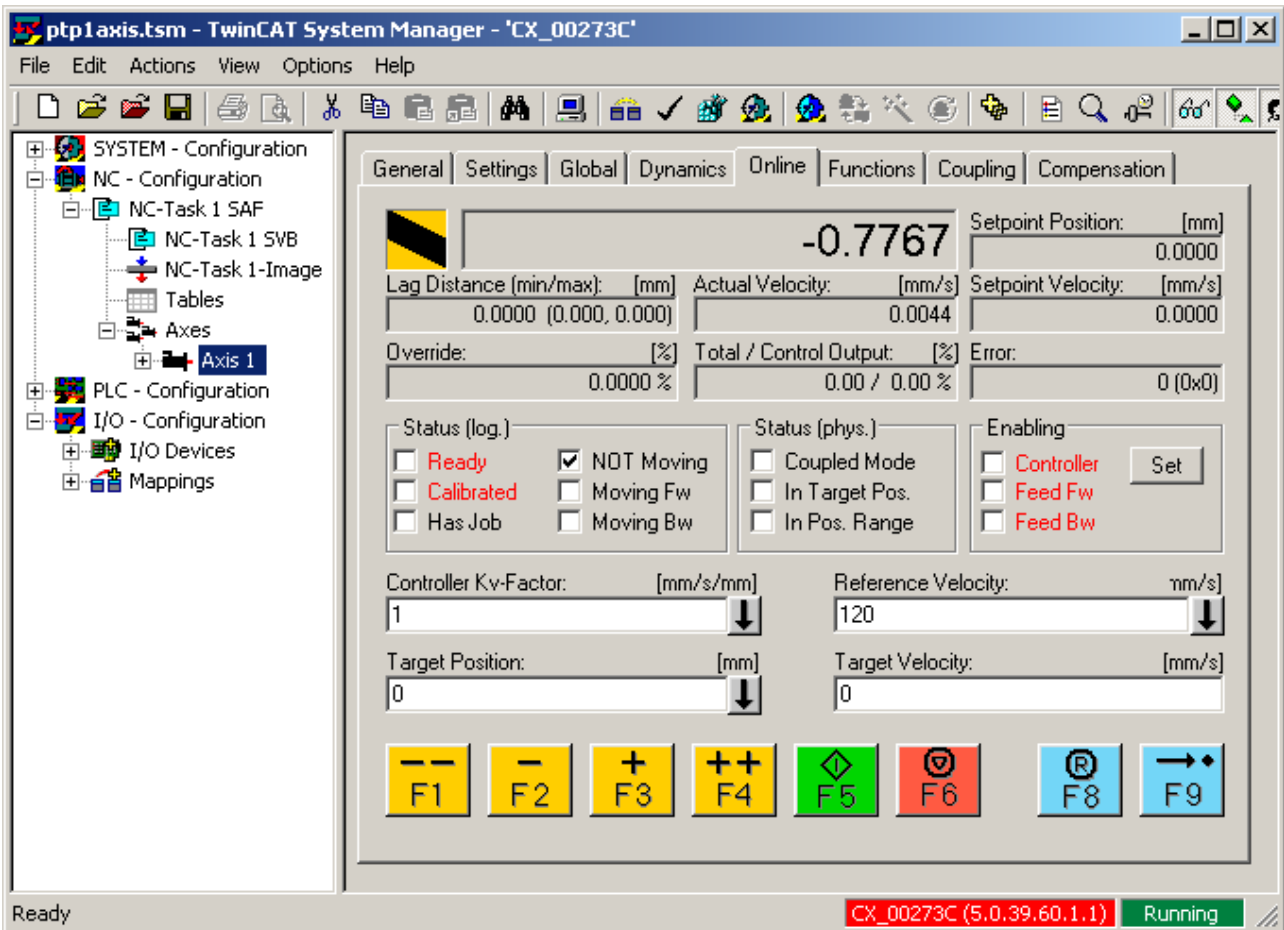 ptp1axis.tsm - TwinCAT System Manager - 'CX_00273C'
File Edit Actions View Options Help
SYSTEM - Configuration
NC - Configuration
NC-Task 1 SAF
NC-Task 1 SVB
NC-Task 1-Image
Tables
Axes
Axis 1
PLC - Configuration
I/O - Configuration
I/O Devices
Mappings
General Settings Global Dynamics Online Functions Coupling Compensation
-0.7767
Setpoint Position: [mm]
0.0000
Lag Distance (min/max): [mm] Actual Velocity: [mm/s] Setpoint Velocity: [mm/s]
0.0000 (0.000, 0.000) 0.0044 0.0000
Override: [%] Total / Control Output: [%] Error:
0.0000 % 0.00 / 0.00 % 0 (0x0)
Status (log.) Status (phys.) Enabling
Ready NOT Moving Coupled Mode Controller Set
Calibrated Moving Fw In Target Pos. Feed Fw
Has Job Moving Bw In Pos. Range Feed Bw
Controller Kv-Factor: [mm/s/mm] Reference Velocity: mm/s]
1 120
Target Position: [mm] Target Velocity: [mm/s]
0 0
-- - + ++ R
F1 F2 F3 F4 F5 F6 F8 F9
Ready CX_00273C (5.0.39.60.1.1) Running